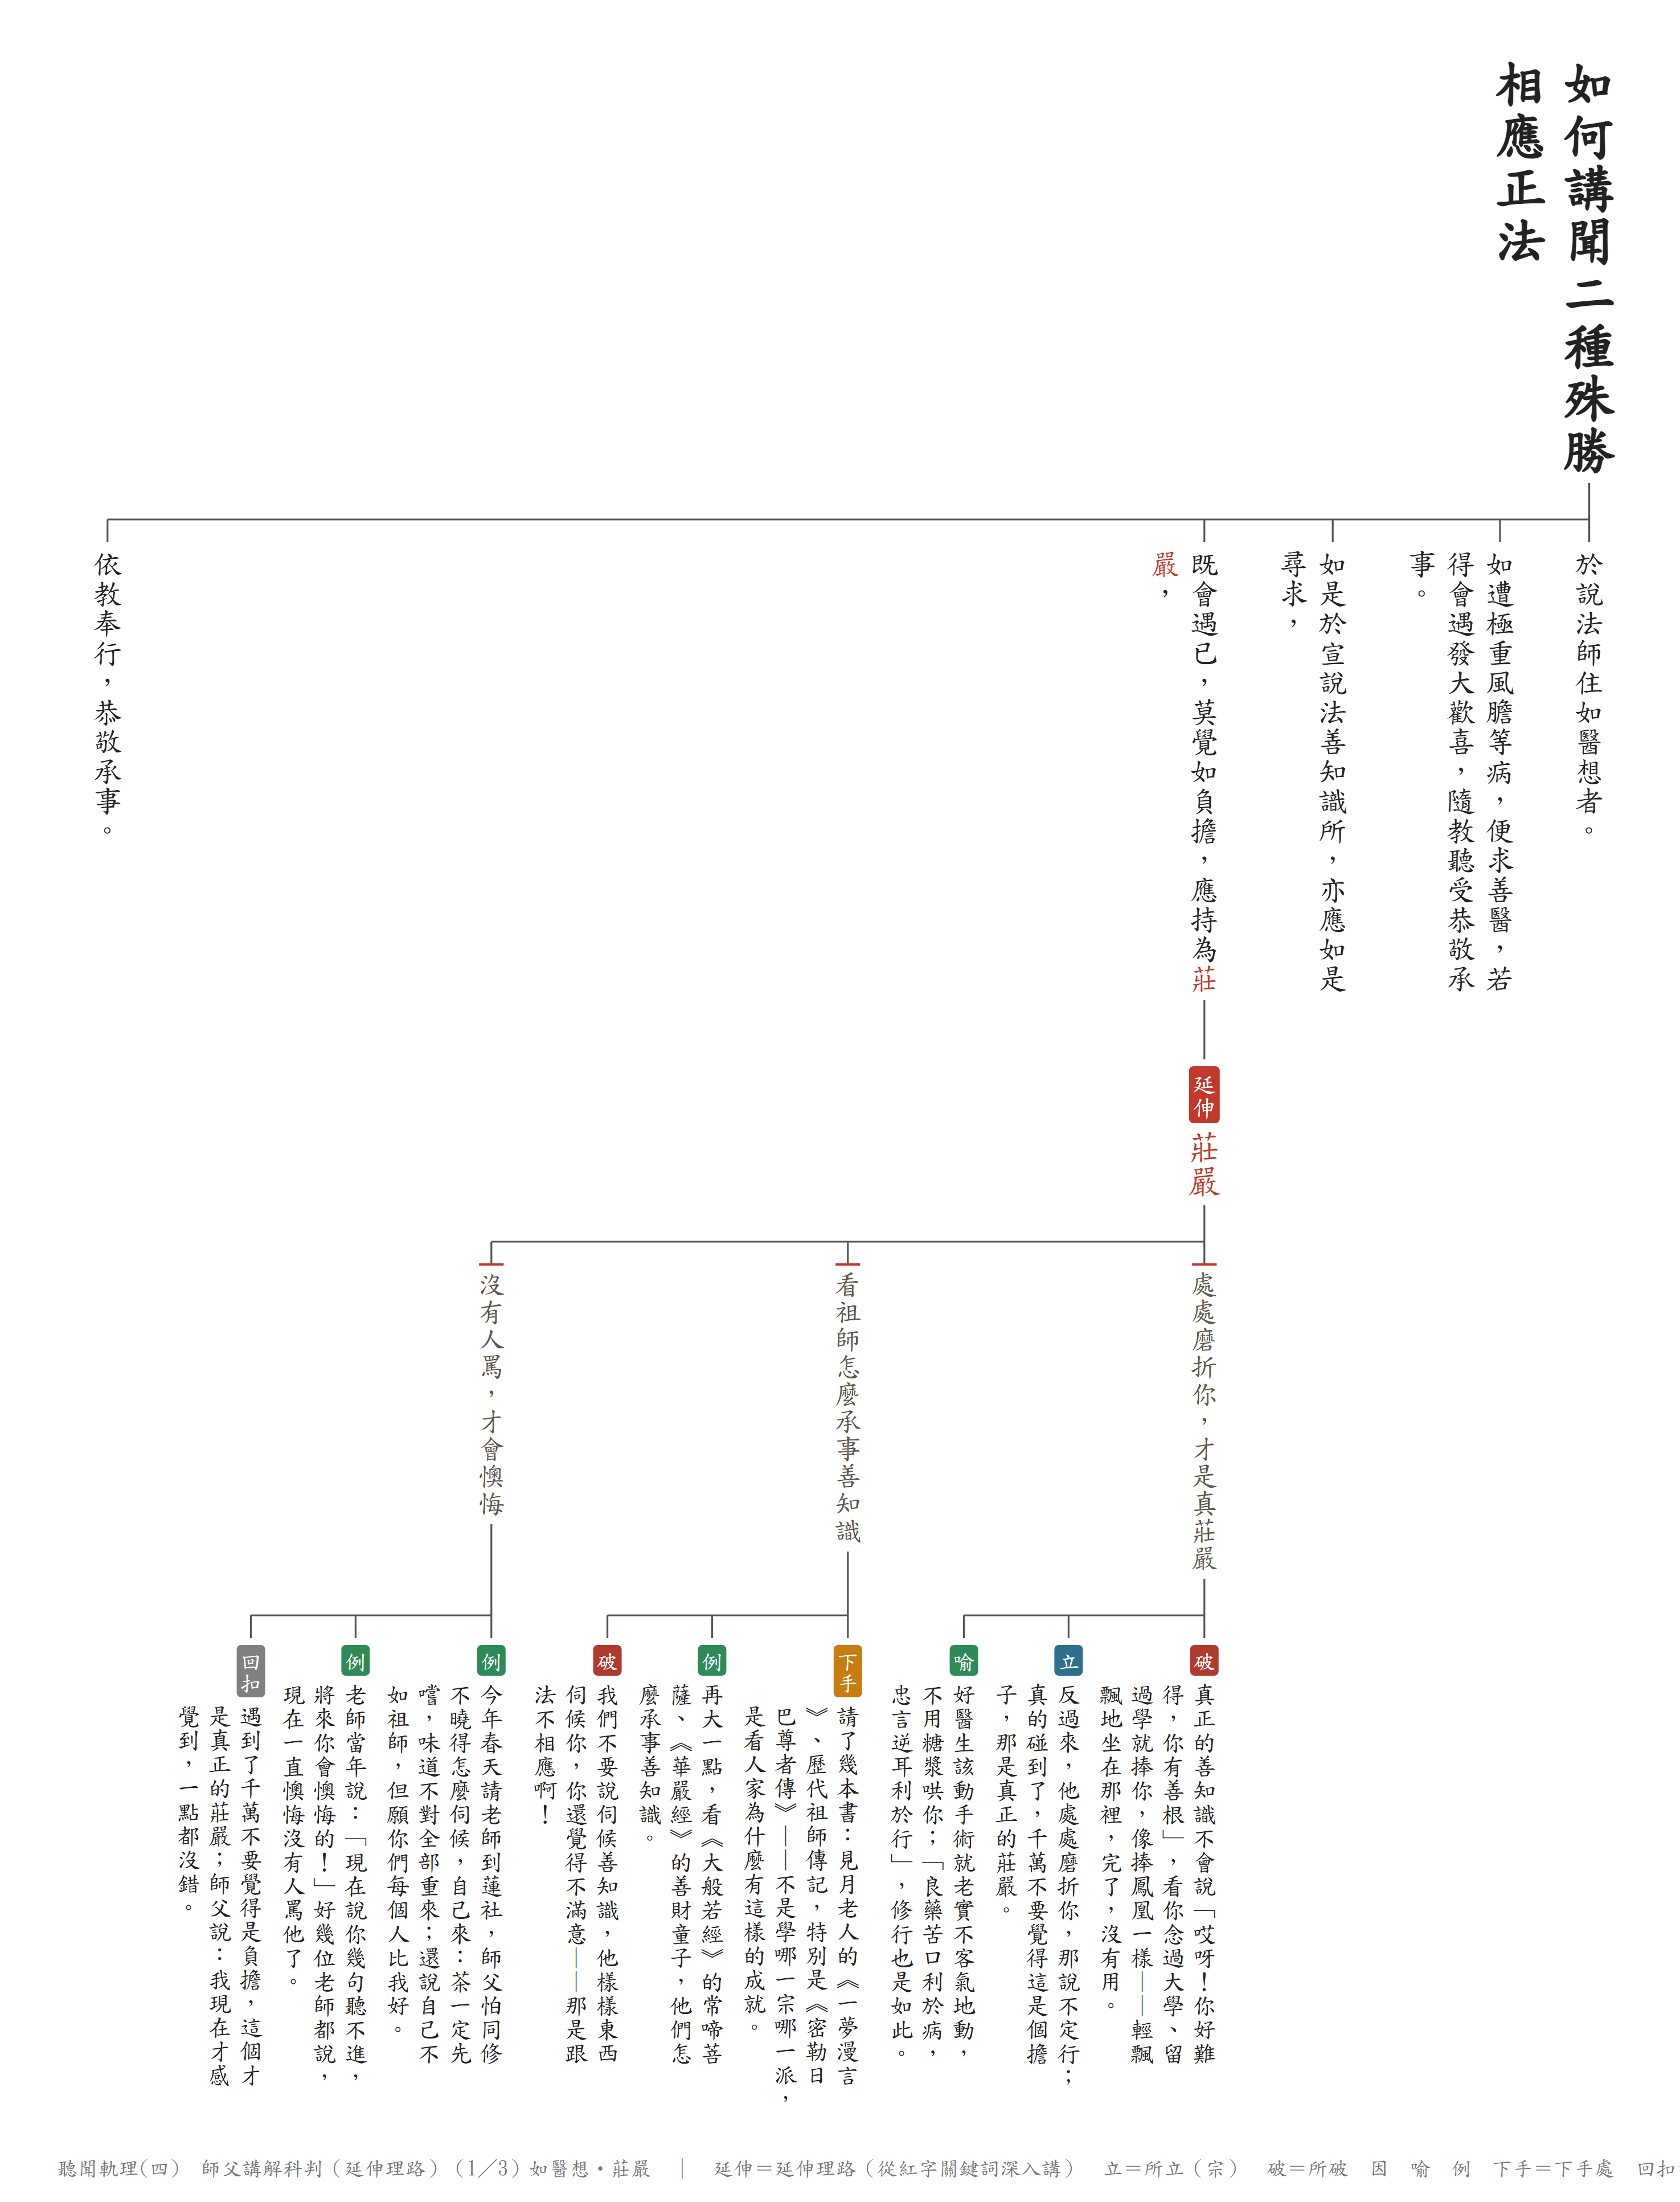 如何講聞二種殊勝
相應正法
於說法師住如醫想者。
如遭極重風膽等病，便求善醫，若
得會遇發大歡喜，隨教聽受恭敬承
事。
如是於宣說法善知識所，亦應如是
尋求，
既會遇已，莫覺如負擔，應持為莊
嚴，
延伸
莊嚴
處處磨折你，才是真莊嚴
破
真正的善知識不會說「哎呀！你好難
得，你有善根」，看你念過大學、留
過學就捧你，像捧鳳凰一樣——輕飄
飄地坐在那裡，完了，沒有用。
立
反過來，他處處磨折你，那說不定行；
真的碰到了，千萬不要覺得這是個擔
子，那是真正的莊嚴。
喻
好醫生該動手術就老實不客氣地動，
不用糖漿哄你；「良藥苦口利於病，
忠言逆耳利於行」，修行也是如此。
看祖師怎麼承事善知識
下手
請了幾本書：見月老人的《一夢漫言
》、歷代祖師傳記，特別是《密勒日
巴尊者傳》——不是學哪一宗哪一派，
是看人家為什麼有這樣的成就。
例
再大一點，看《大般若經》的常啼菩
薩、《華嚴經》的善財童子，他們怎
麼承事善知識。
破
我們不要說伺候善知識，他樣樣東西
伺候你，你還覺得不滿意——那是跟
法不相應啊！
沒有人罵，才會懊悔
例
今年春天請老師到蓮社，師父怕同修
不曉得怎麼伺候，自己來：茶一定先
嚐，味道不對全部重來；還說自己不
如祖師，但願你們每個人比我好。
例
老師當年說：「現在說你幾句聽不進，
將來你會懊悔的！」好幾位老師都說，
現在一直懊悔沒有人罵他了。
回扣
遇到了千萬不要覺得是負擔，這個才
是真正的莊嚴；師父說：我現在才感
覺到，一點都沒錯。
依教奉行，恭敬承事。
聽聞軌理(四)　師父講解科判（延伸理路）（1／3）如醫想・莊嚴　｜　延伸＝延伸理路（從紅字關鍵詞深入講）　立＝所立（宗）　破＝所破　因　喻　例　下手＝下手處　回扣